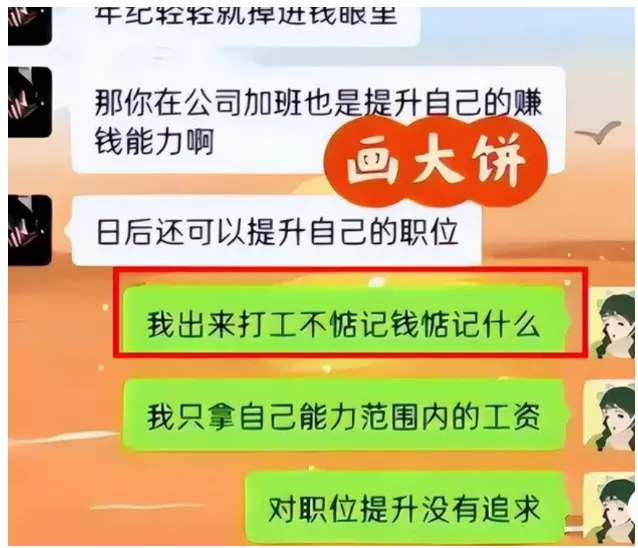 年纪轻轻就掉进钱眼里
那你在公司加班也是提升自己的赚
钱能力啊
画大饼
日后还可以提升自己的职位
我出来打工不惦记钱惦记什么
我只拿自己能力范围内的工资
对职位提升没有追求